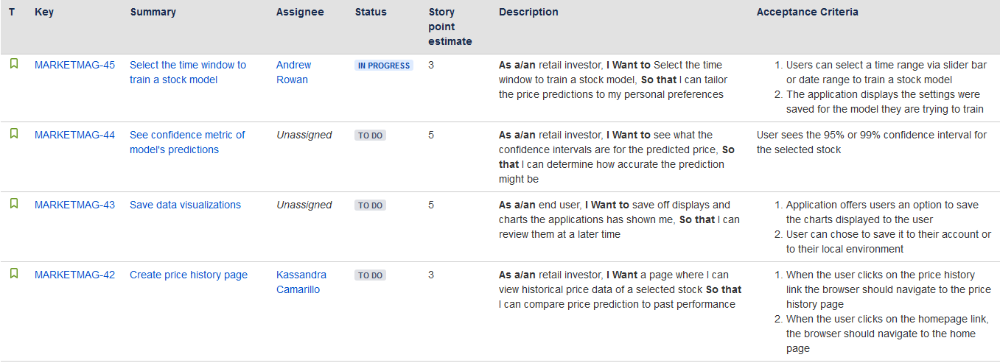 T Key Summary Assignee Status Story point estimate Description Acceptance Criteria
MARKETMAG-45
Select the time window to
train a stock model
Andrew
Rowan
IN PROGRESS
3
As a/an retail investor, I Want to Select the time
window to train a stock model, So that I can tailor
the price predictions to my personal preferences
1. Users can select a time range via slider bar
or date range to train a stock model
2. The application displays the settings were
saved for the model they are trying to train
MARKETMAG-44
See confidence metric of
model's predictions
Unassigned
TO DO
5
As a/an retail investor, I Want to see what the
confidence intervals are for the predicted price, So
that I can determine how accurate the prediction
might be
User sees the 95% or 99% confidence interval for
the selected stock
MARKETMAG-43
Save data visualizations
Unassigned
TO DO
5
As a/an end user, I Want to save off displays and
charts the applications has shown me, So that I can
review them at a later time
1. Application offers users an option to save
the charts displayed to the user
2. User can chose to save it to their account or
to their local environment
MARKETMAG-42
Create price history page
Kassandra
Camarillo
TO DO
3
As a/an retail investor, I Want a page where I can
view historical price data of a selected stock So that
I can compare price prediction to past performance
1. When the user clicks on the price history
link the browser should navigate to the price
history page
2. When the user clicks on the homepage link,
the browser should navigate to the home
page